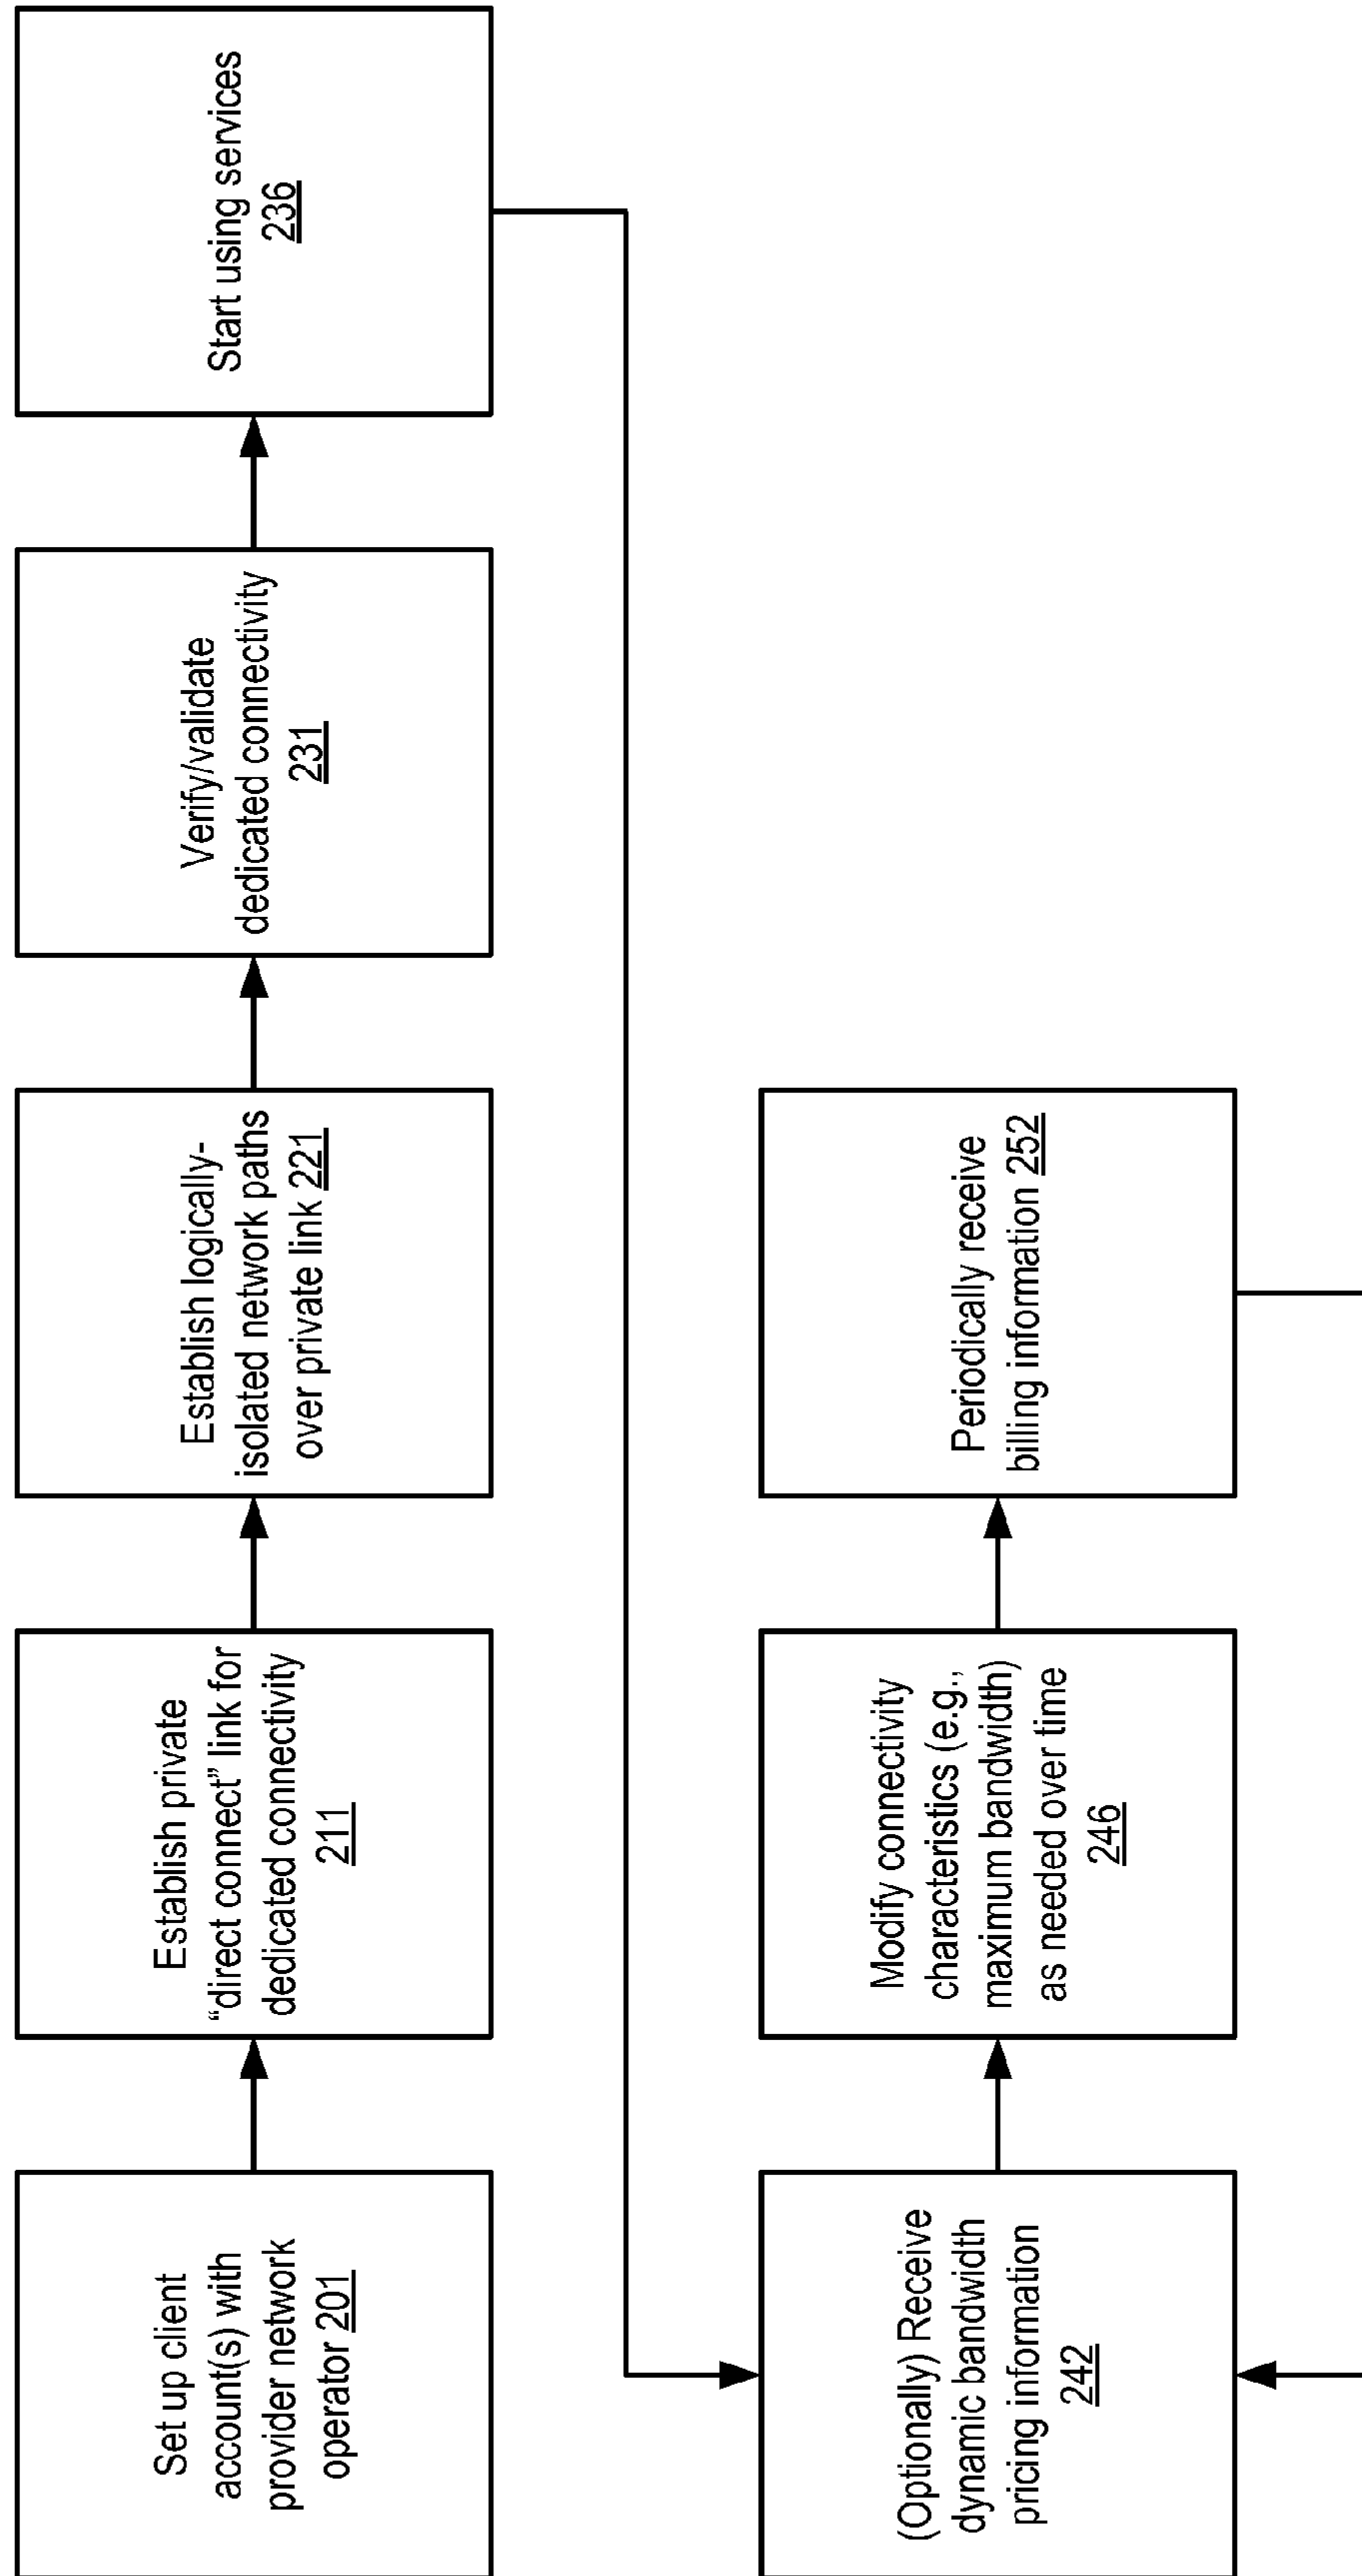 Set up client
account(s) with
provider network
operator 201
Establish private
“direct connect” link for
dedicated connectivity
211
Establish logically-
isolated network paths
over private link 221
Verify/validate
dedicated connectivity
231
Start using services
236
(Optionally) Receive
dynamic bandwidth
pricing information
242
Modify connectivity
characteristics (e.g.,
maximum bandwidth)
as needed over time
246
Periodically receive
billing information 252